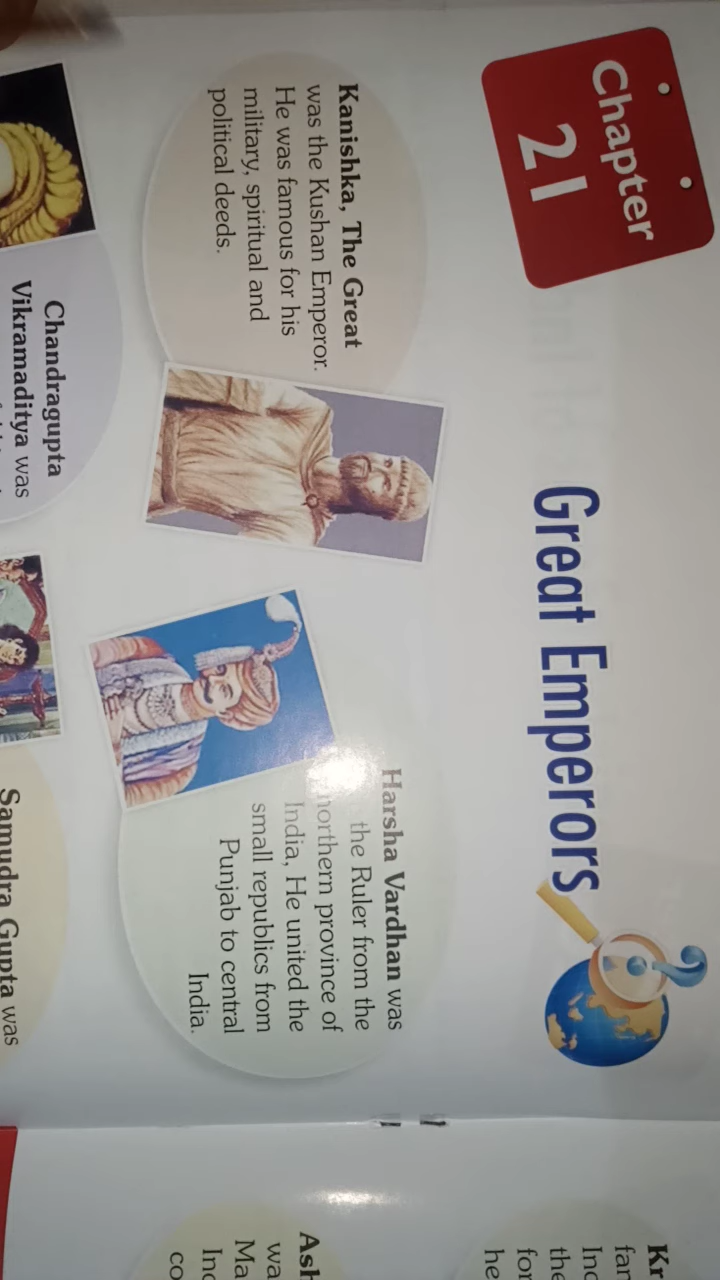 Chapter
21
Great Emperors
Kanishka, The Great
was the Kushan Emperor.
He was famous for his
military, spiritual and
political deeds.
Harsha Vardhan was
the Ruler from the
northern province of
India, He united the
small republics from
Punjab to central
India.
Chandragupta
Vikramaditya was
Samudra Gupta was